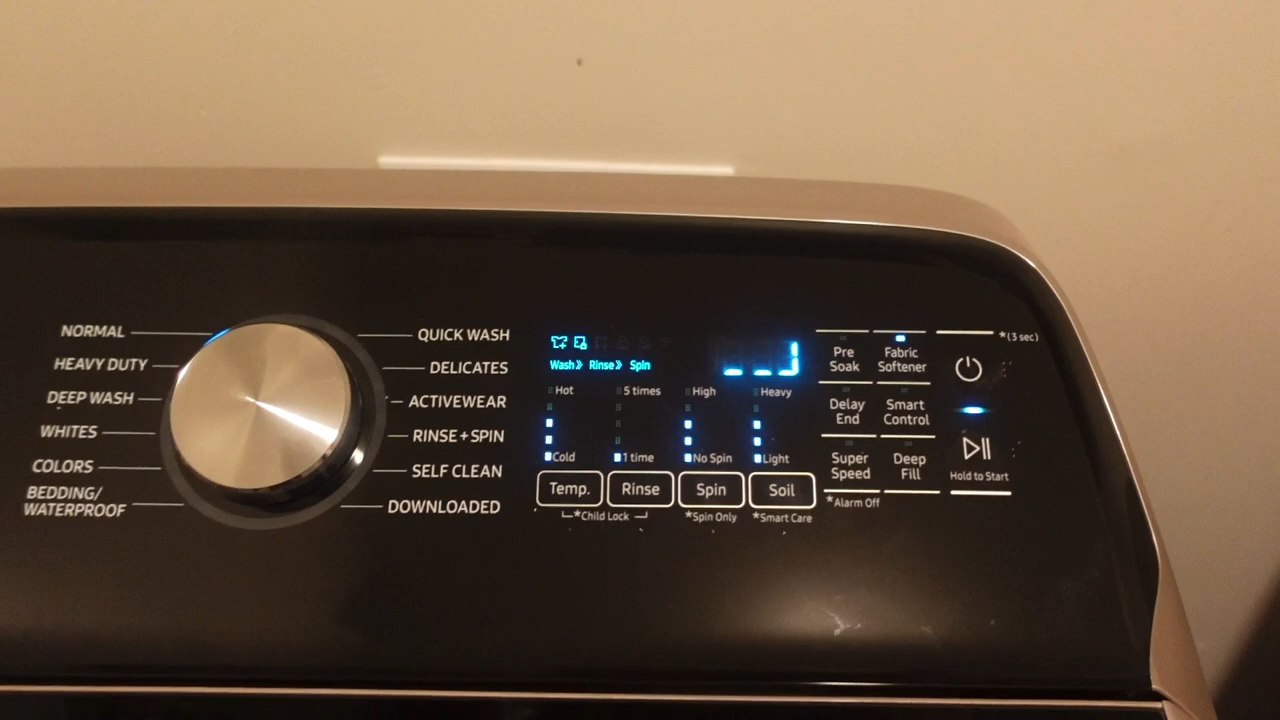 NORMAL
HEAVY DUTY
DEEP WASH
WHITES
COLORS
BEDDING/
WATERPROOF
QUICK WASH
DELICATES
ACTIVEWEAR
RINSE+SPIN
SELF CLEAN
DOWNLOADED
Wash» Rinse» Spin
Hot 5 times High Heavy
Cold 1 time No Spin Light
Temp. Rinse Spin Soil
*Child Lock *Spin Only *Smart Care
Pre
Soak
Fabric
Softener
Delay
End
Smart
Control
Super
Speed
Deep
Fill
*Alarm Off
*(3 sec)
Hold to Start